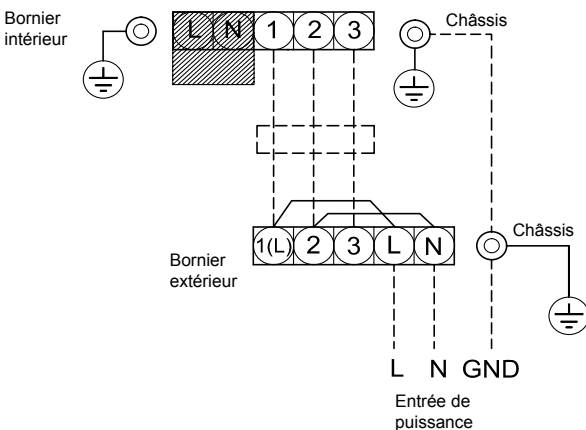 Bornier
intérieur
L N 1 2 3
Châssis
1(L) 2 3 L N
Châssis
Bornier
extérieur
L N GND
Entrée de
puissance